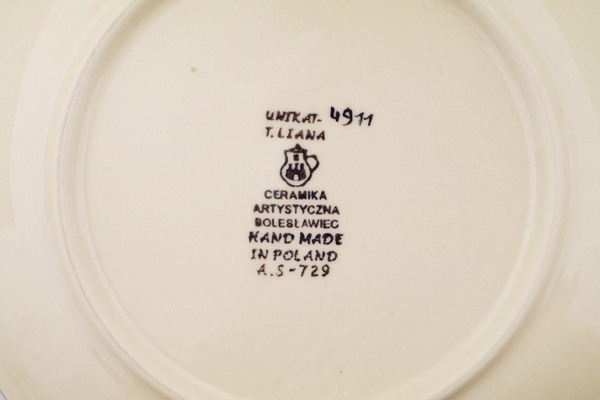 UNIKAT- 4911
T. LIANA
CERAMIKA
ARTYSTYCZNA
BOLESŁAWIEC
HAND MADE
IN POLAND
A.S-729